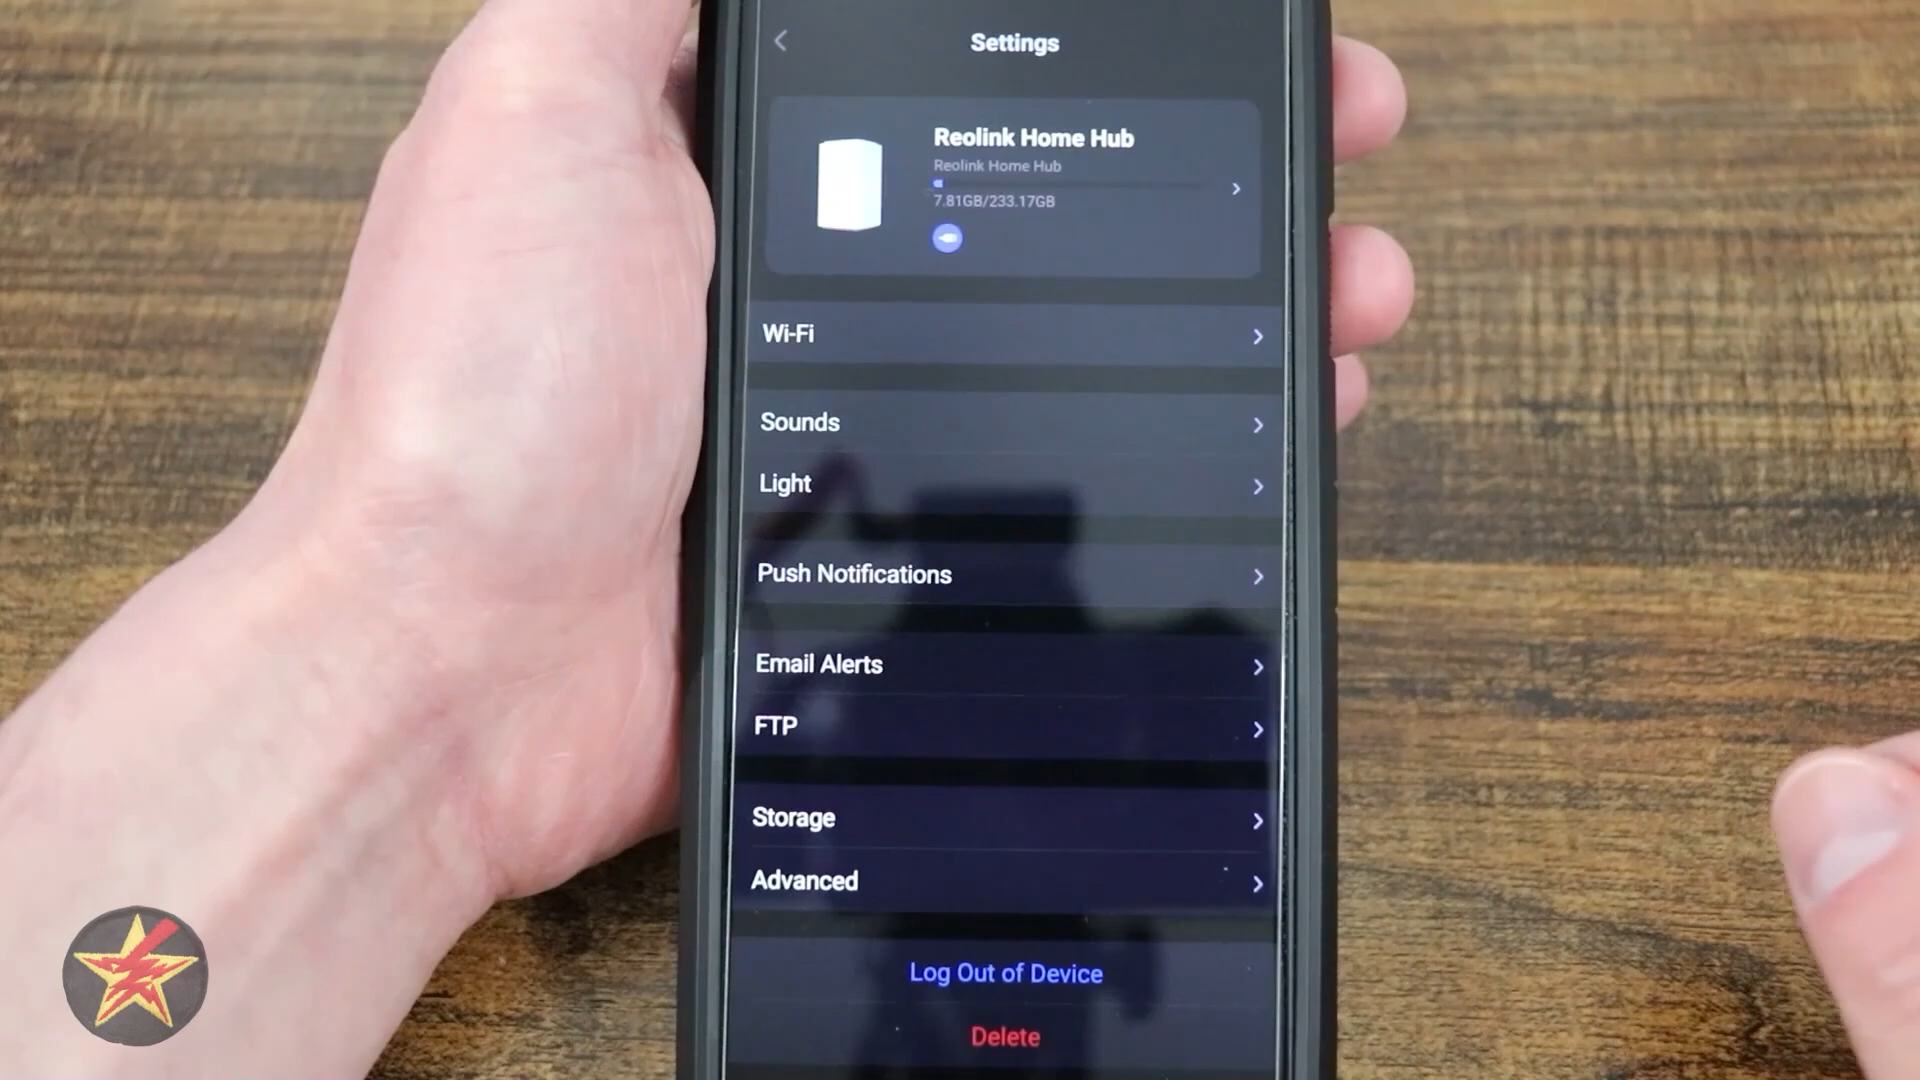 Settings
Reolink Home Hub
Reolink Home Hub
7.81GB/233.17GB
Wi-Fi
Sounds
Light
Push Notifications
Email Alerts
FTP
Storage
Advanced
Log Out of Device
Delete